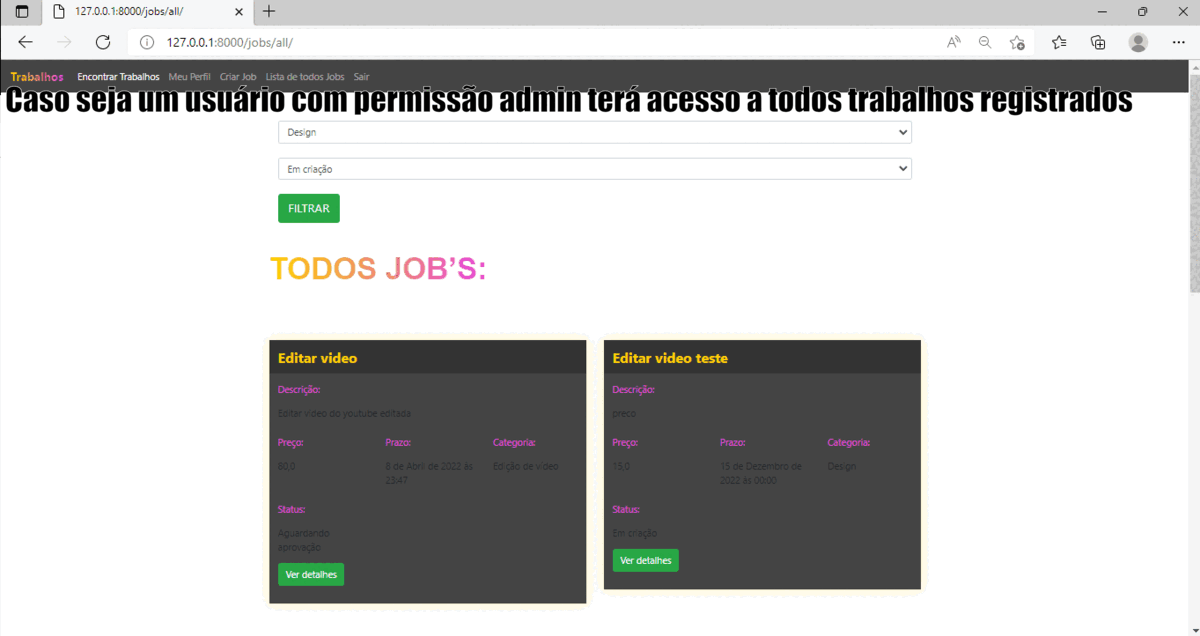 127.0.0.1:8000/jobs/all/
127.0.0.1:8000/jobs/all/
Trabalhos Encontrar Trabalhos Meu Perfil Criar Job Lista de todos Jobs Sair
Caso seja um usuário com permissão admin terá acesso a todos trabalhos registrados
Design
Em criação
FILTRAR
TODOS JOB'S:
Editar video
Descrição:
Editar video do youtube editada
Preço: Prazo: Categoria:
80,0 8 de Abril de 2022 às Edição de vídeo
23:47
Status:
Aguardando
aprovação
Ver detalhes
Editar video teste
Descrição:
preco
Preço: Prazo: Categoria:
15,0 15 de Dezembro de Design
2022 às 00:00
Status:
Em criação
Ver detalhes